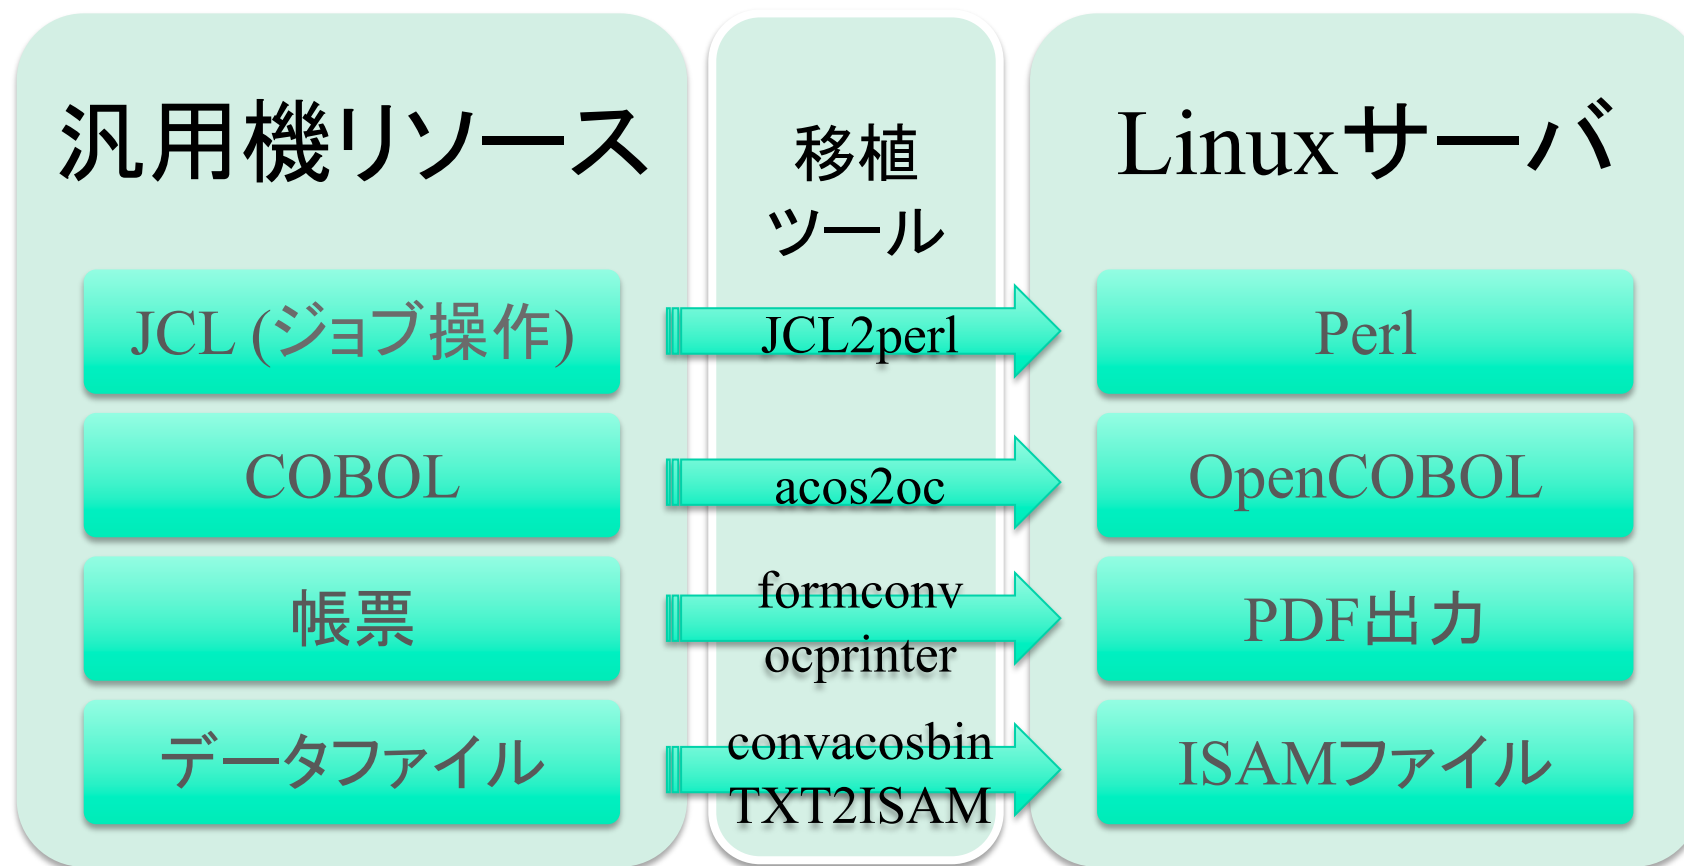 汎用機リソース
移植
ツール
Linuxサーバ
JCL (ジョブ操作)
JCL2perl
Perl
COBOL
acos2oc
OpenCOBOL
帳票
formconv
ocprinter
PDF出力
データファイル
convacosbin
TXT2ISAM
ISAMファイル